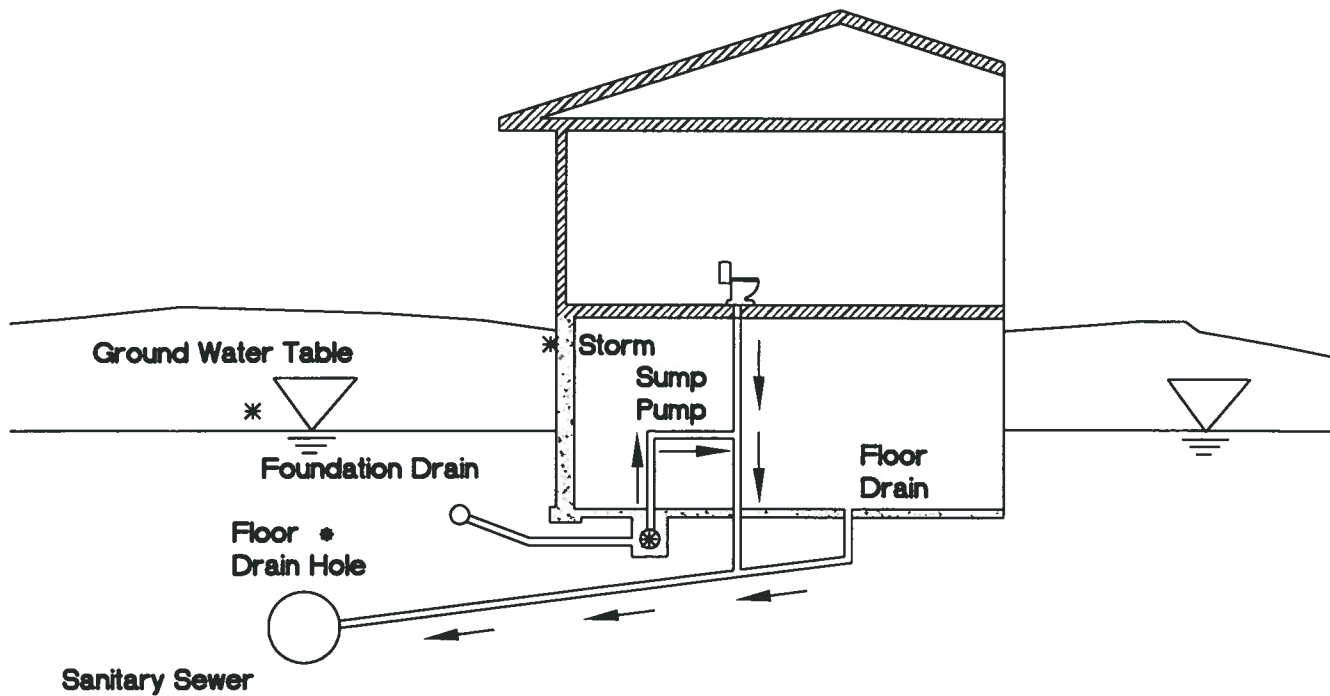 Ground Water Table
Storm
Sump
Pump
Foundation Drain
Floor
Drain
Floor
Drain Hole
Sanitary Sewer